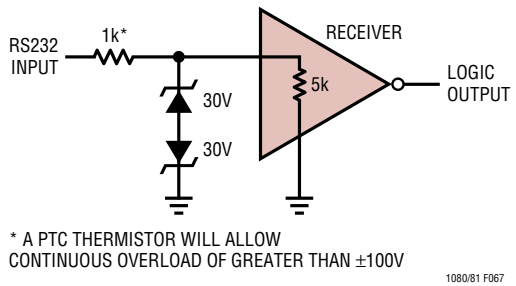 RS232
INPUT
1k*
RECEIVER
30V
30V
5k
LOGIC
OUTPUT
* A PTC THERMISTOR WILL ALLOW
CONTINUOUS OVERLOAD OF GREATER THAN ±100V
1080/81 F067